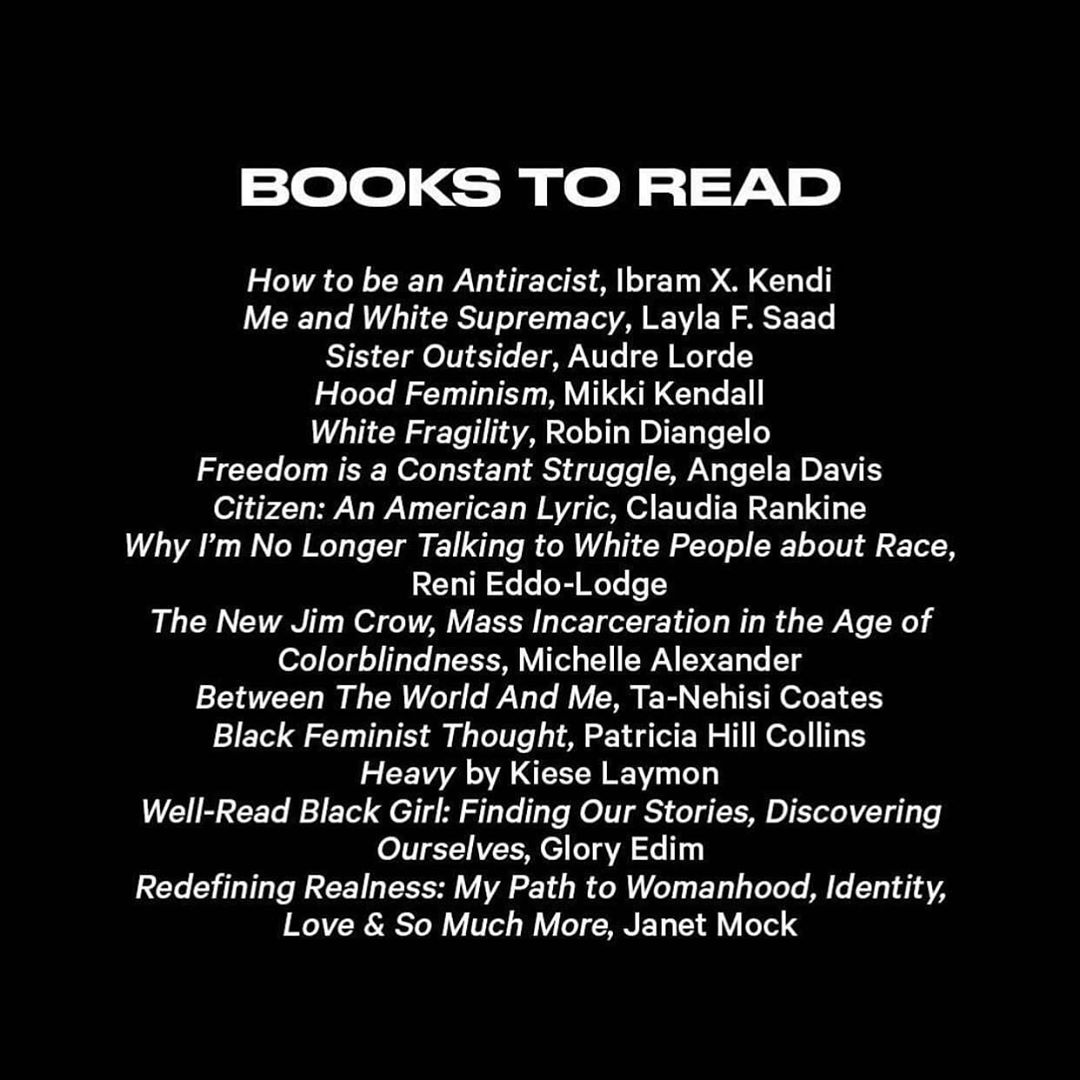 BOOKS TO READ
How to be an Antiracist, Ibram X. Kendi
Me and White Supremacy, Layla F. Saad
Sister Outsider, Audre Lorde
Hood Feminism, Mikki Kendall
White Fragility, Robin Diangelo
Freedom is a Constant Struggle, Angela Davis
Citizen: An American Lyric, Claudia Rankine
Why I’m No Longer Talking to White People about Race,
Reni Eddo-Lodge
The New Jim Crow, Mass Incarceration in the Age of
Colorblindness, Michelle Alexander
Between The World And Me, Ta-Nehisi Coates
Black Feminist Thought, Patricia Hill Collins
Heavy by Kiese Laymon
Well-Read Black Girl: Finding Our Stories, Discovering
Ourselves, Glory Edim
Redefining Realness: My Path to Womanhood, Identity,
Love & So Much More, Janet Mock